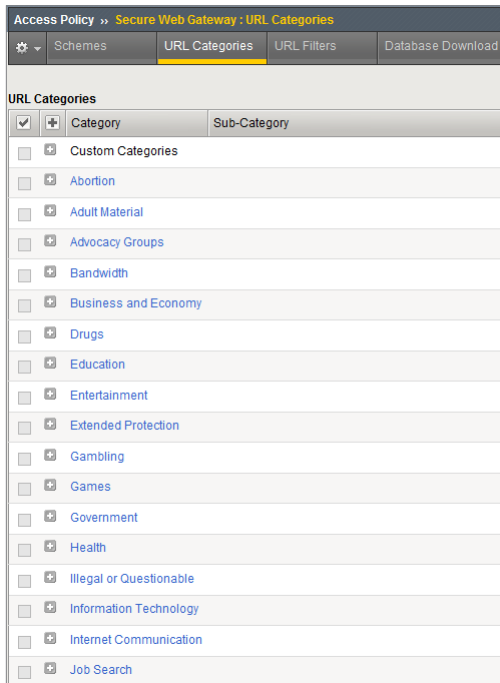 Access Policy ›› Secure Web Gateway : URL Categories
Schemes URL Categories URL Filters Database Download
URL Categories
Category Sub-Category
Custom Categories
Abortion
Adult Material
Advocacy Groups
Bandwidth
Business and Economy
Drugs
Education
Entertainment
Extended Protection
Gambling
Games
Government
Health
Illegal or Questionable
Information Technology
Internet Communication
Job Search